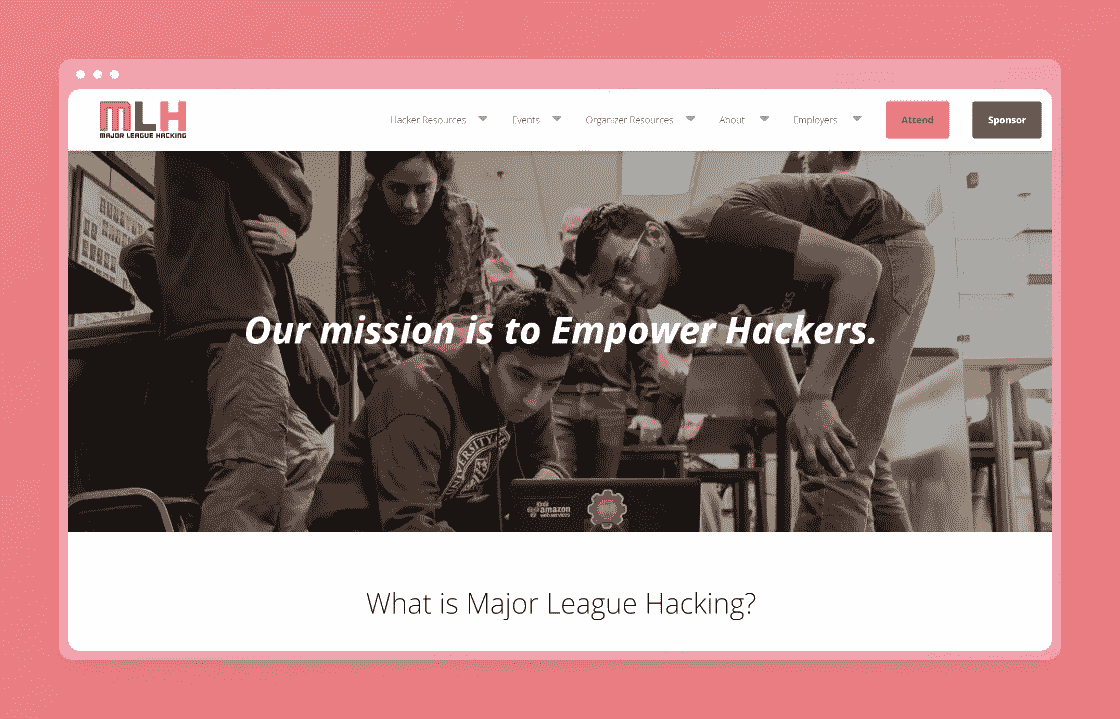 MLH
MAJOR LEAGUE HACKING
Hacker Resources Events Organizer Resources About Employers Attend Sponsor
Our mission is to Empower Hackers.
UNIVERSITY
amazon
web services
What is Major League Hacking?